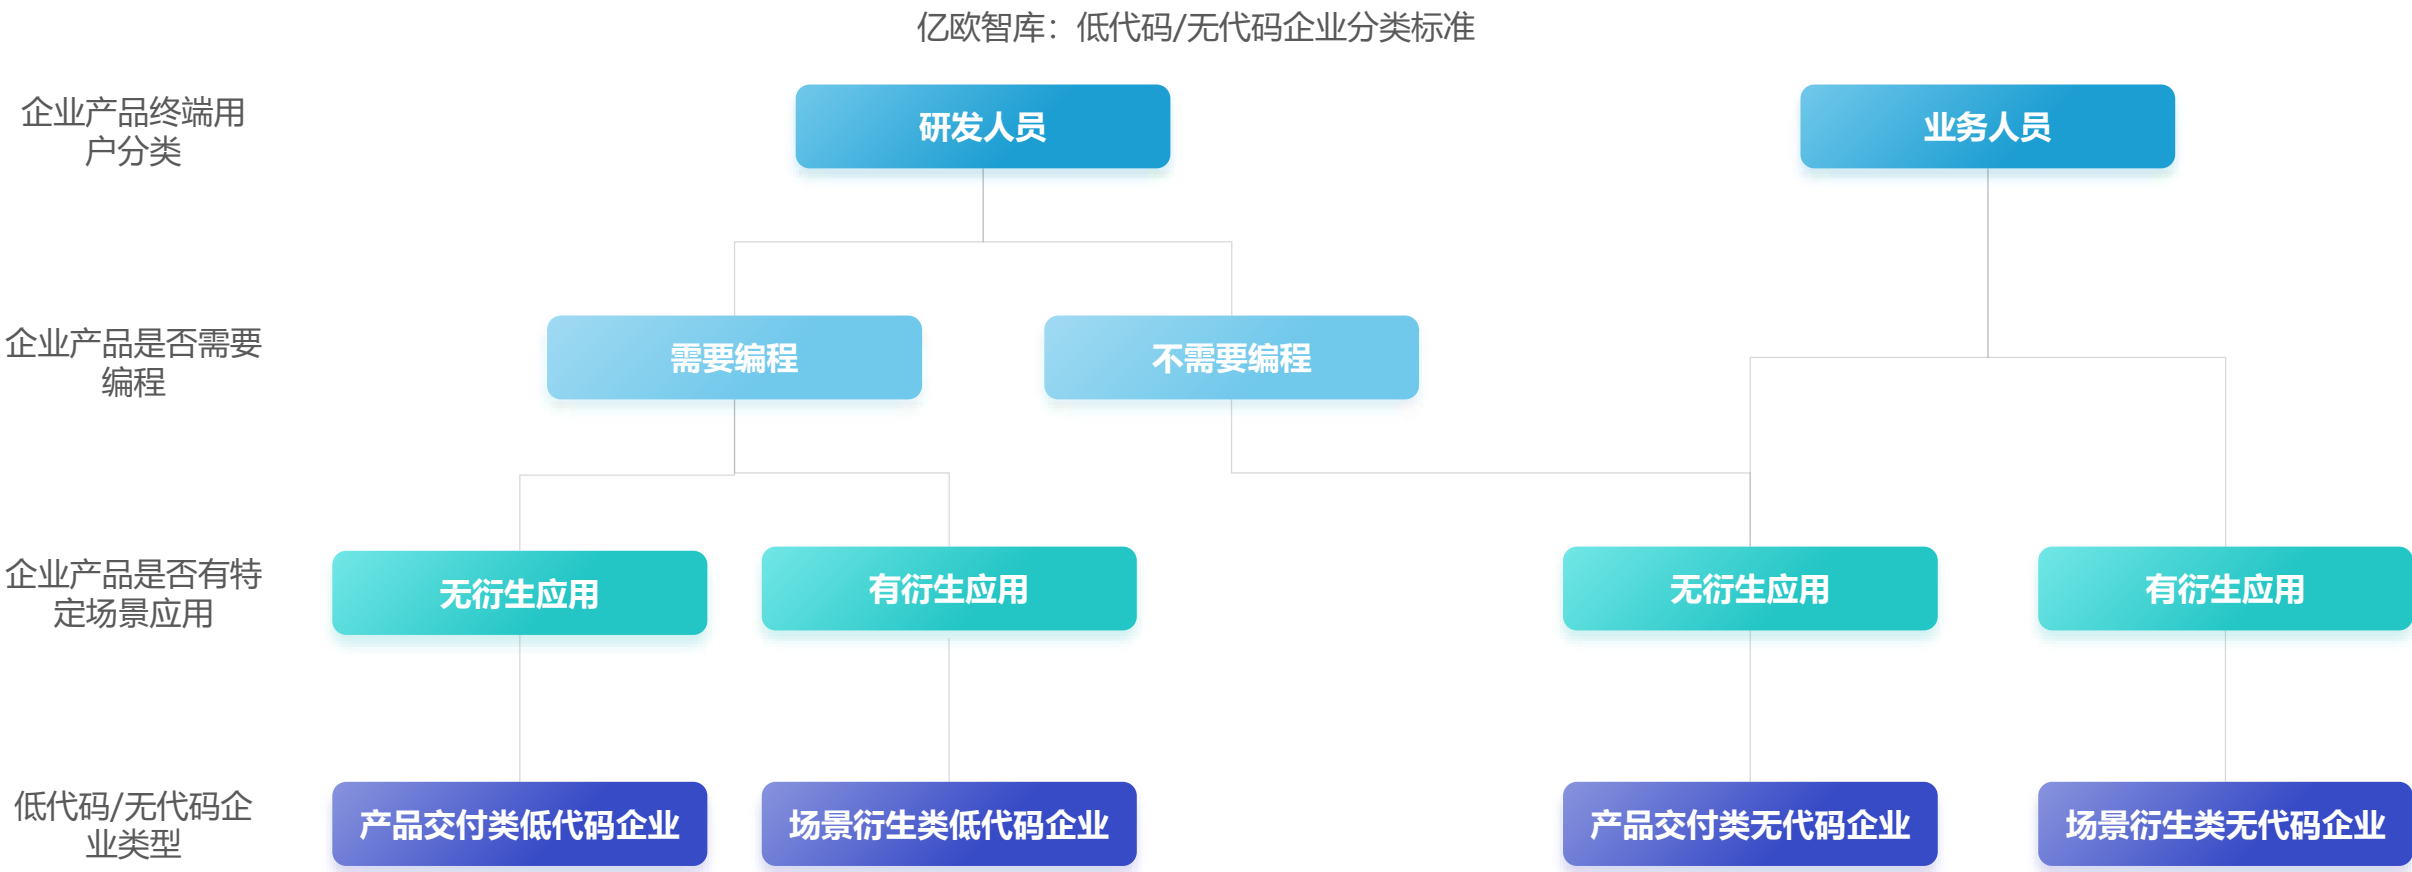 亿欧智库：低代码/无代码企业分类标准
企业产品终端用
户分类
研发人员
业务人员
企业产品是否需要
编程
需要编程
不需要编程
企业产品是否有特
定场景应用
无衍生应用
有衍生应用
无衍生应用
有衍生应用
低代码/无代码企
业类型
产品交付类低代码企业
场景衍生类低代码企业
产品交付类无代码企业
场景衍生类无代码企业